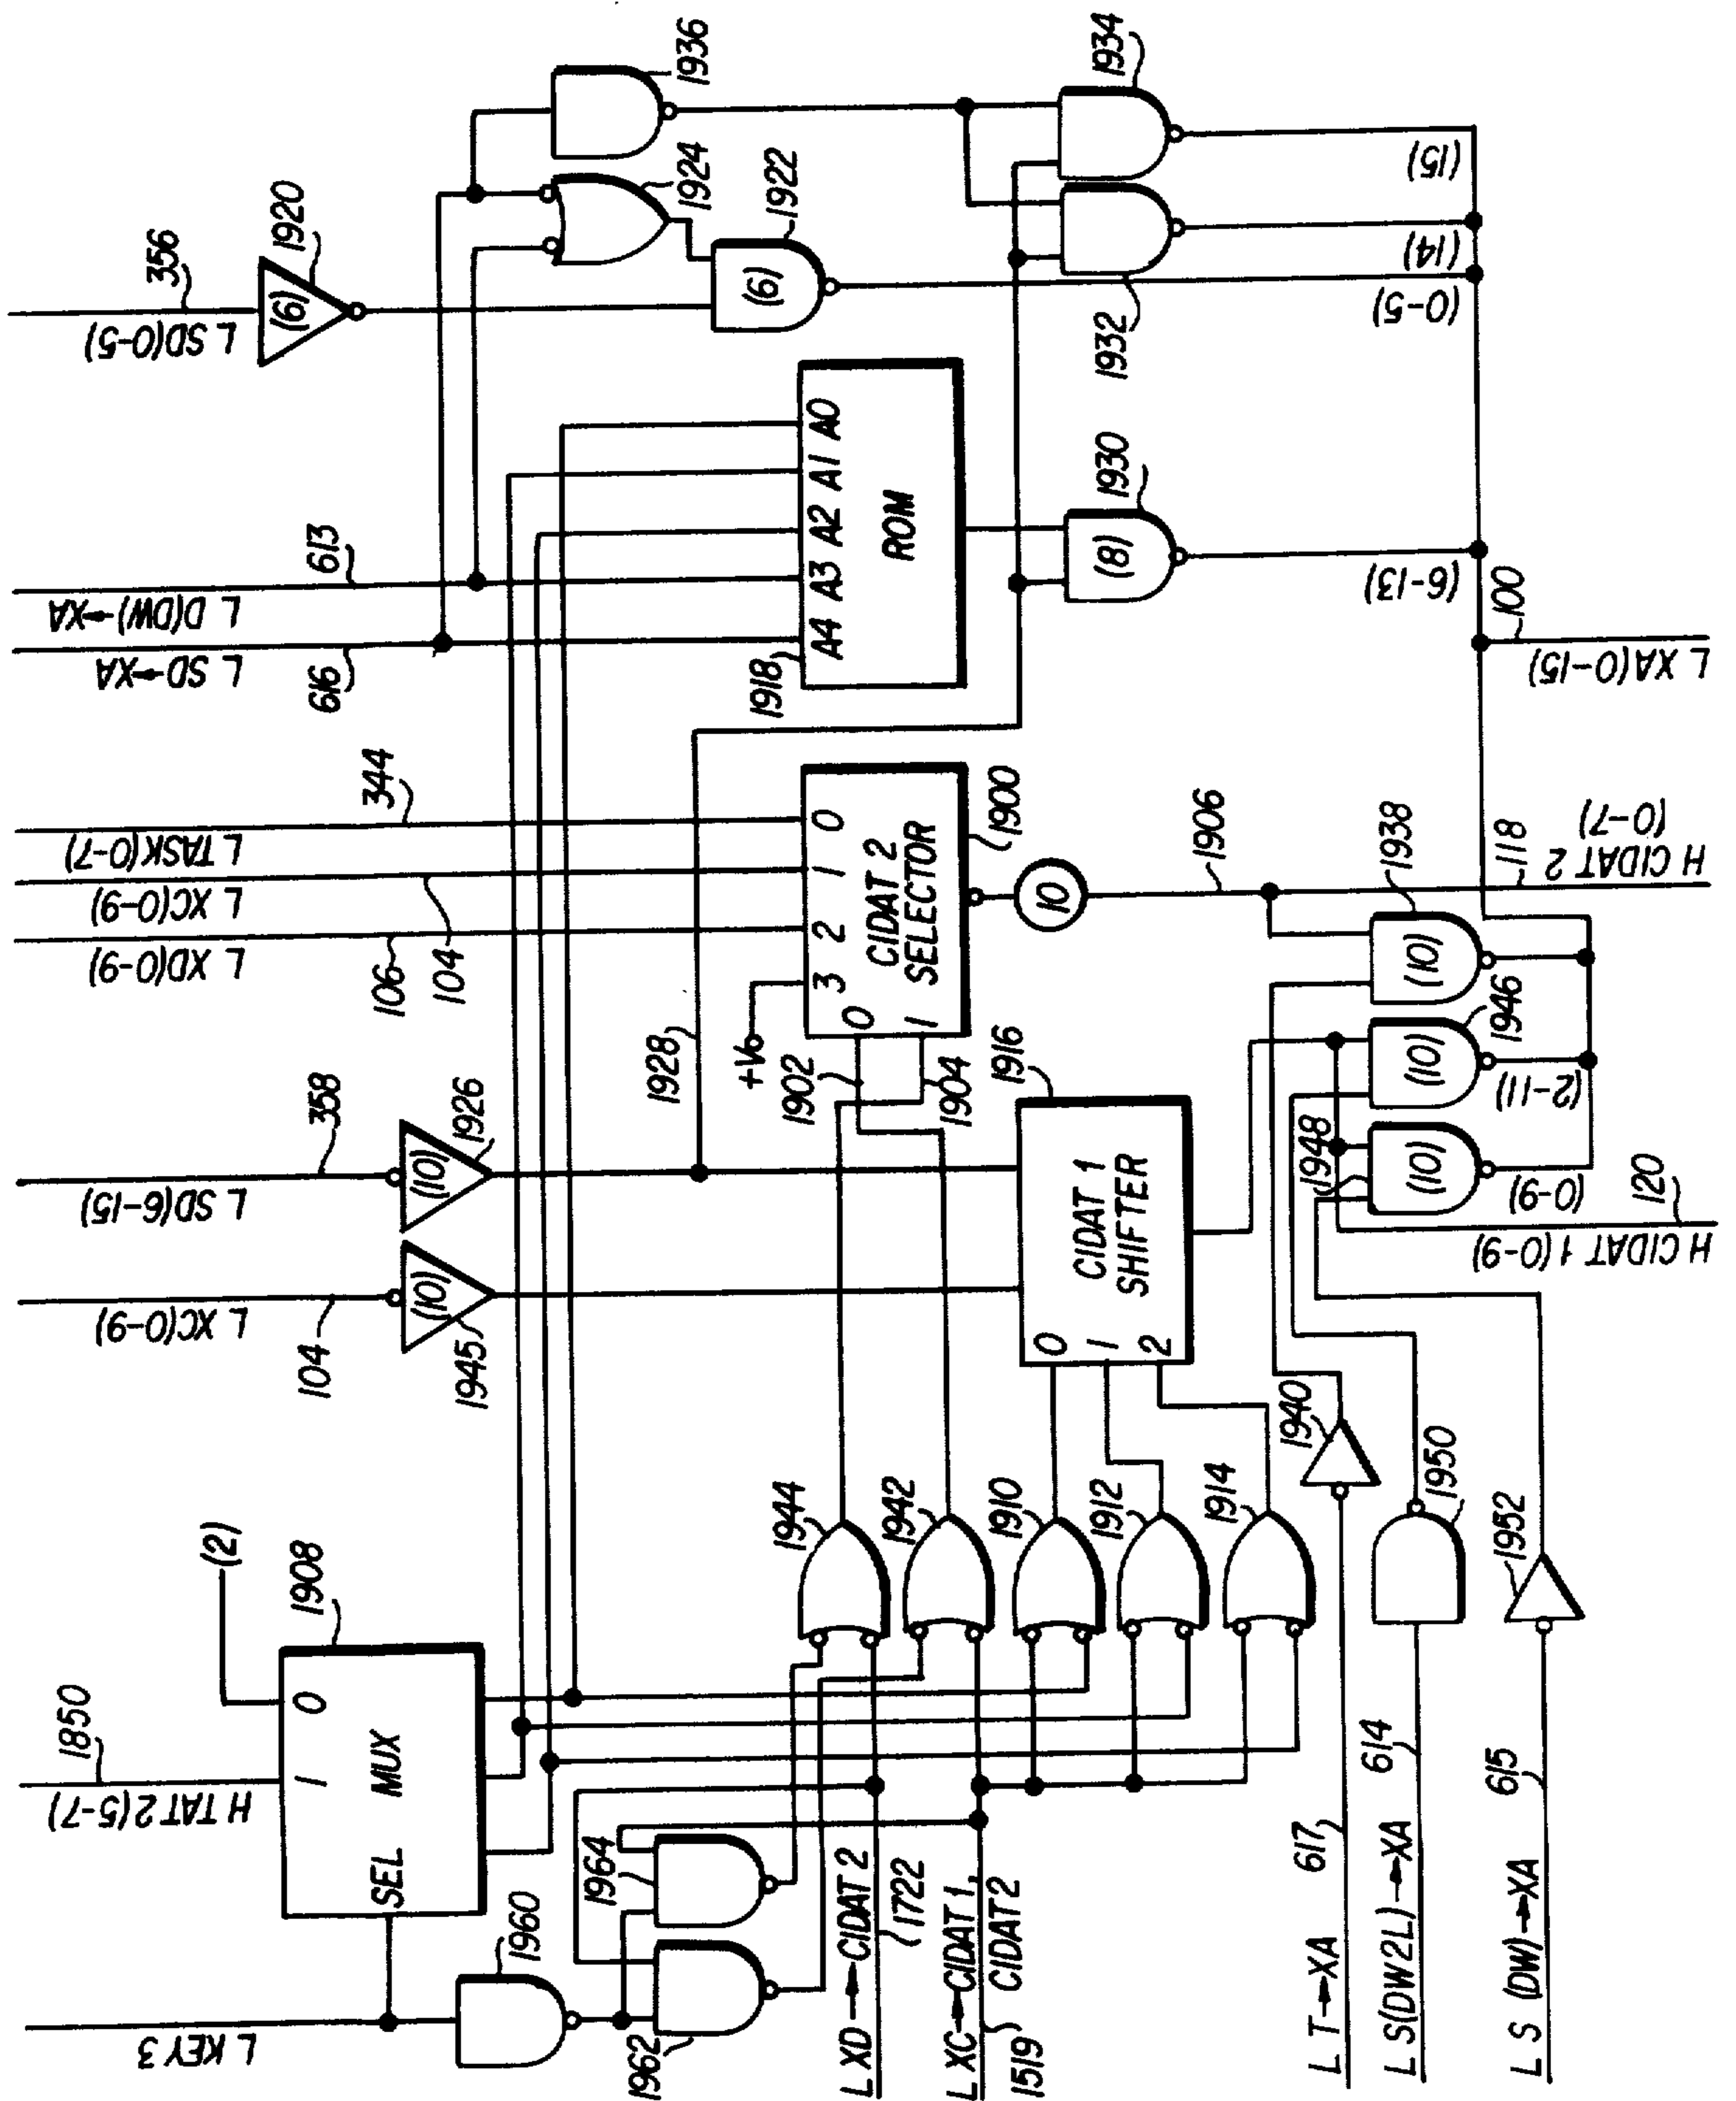 L SD(0-5)
356
1920
(6)
1936
1924
1922
(6)
1934
(15)
(14)
(0-5)
1932
L D(DW)→XA
613
L SD→XA
616
A4 A3 A2 A1 A0
ROM
1918
1930
(8)
(6-13)
100
L XA(0-15)
L TASK(0-7)
344
L XC(0-9)
104
L XD(0-9)
106
3 2 1 0
0
1
CIDAT 2
SELECTOR
1900
+V
1902
1904
10
1906
118
H CIDAT 2
(0-7)
1928
L SD(6-15)
358
(10)
1926
L XC(0-9)
104
(10)
1945
1916
CIDAT 1
SHIFTER
0
1
2
1938
(10)
1946
(10)
(2-11)
1948
(10)
(0-9)
120
H CIDAT 1 (0-9)
(2)
1908
H TAT 2 (5-7)
1850
1
0
MUX
SEL
L KEY 3
1960
1962
1964
1944
1942
1910
1912
1914
L XD→CIDAT 2
1722
L XC→CIDAT 1,
CIDAT2
1519
1940
L T→XA
617
1950
L S(DW2L)→XA
614
1952
L S (DW)→XA
615